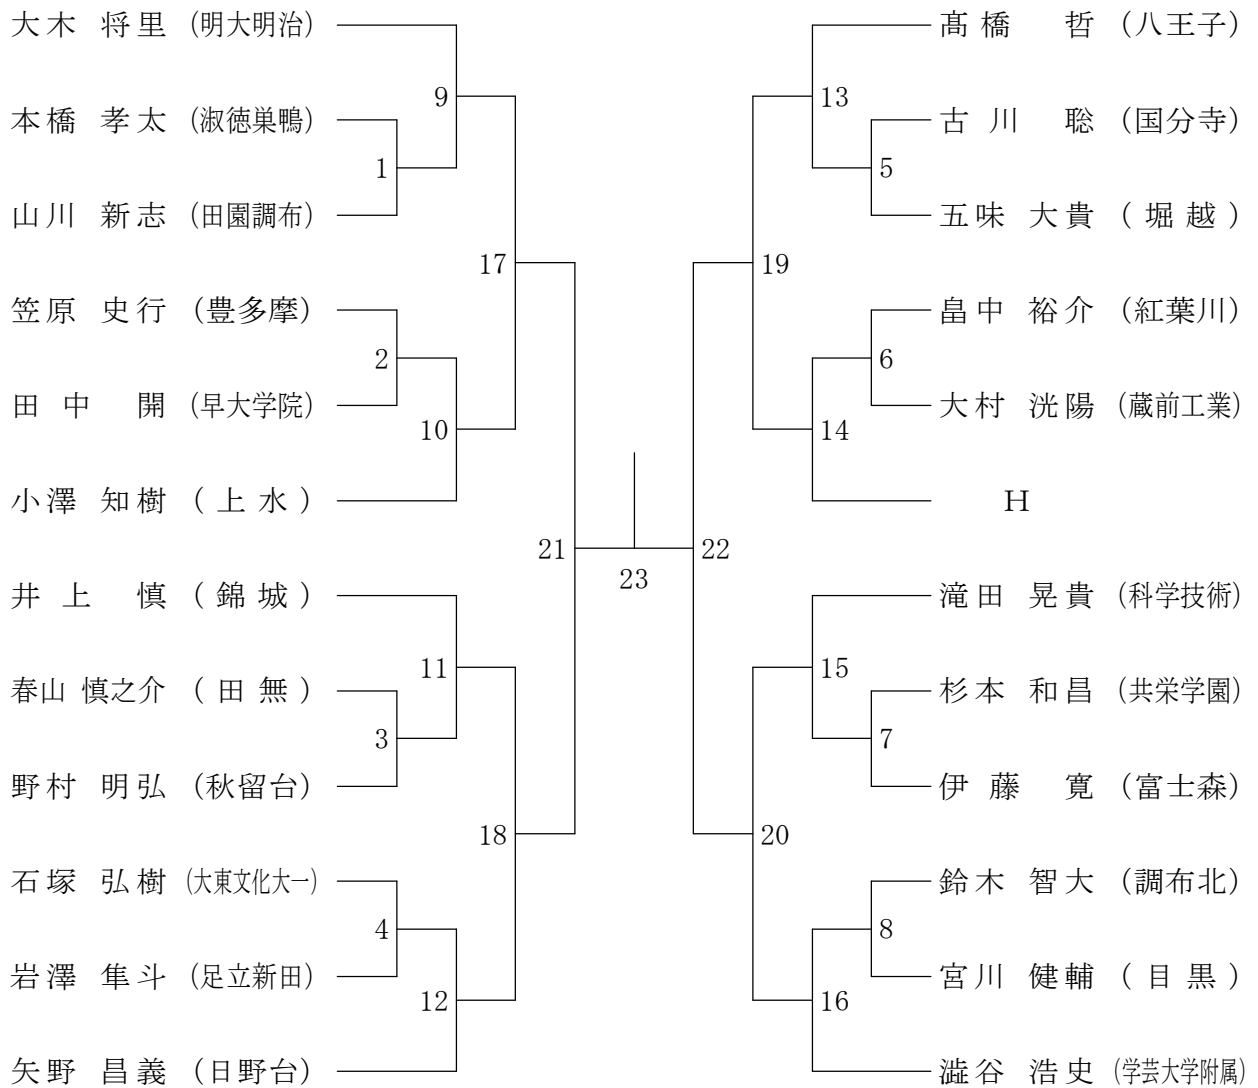 大木 将里 (明大明治)
本橋 孝太 (淑徳巣鴨)
山川 新志 (田園調布)
笠原 史行 (豊多摩)
田中 開 (早大学院)
小澤 知樹 (上水)
井上 慎 (錦城)
春山 慎之介 (田無)
野村 明弘 (秋留台)
石塚 弘樹 (大東文化大一)
岩澤 隼斗 (足立新田)
矢野 昌義 (日野台)
1
2
3
4
9
10
11
12
17
18
21
23
22
19
20
13
14
15
16
5
6
7
8
髙橋 哲 (八王子)
古川 聡 (国分寺)
五味 大貴 (堀越)
畠中 裕介 (紅葉川)
大村 洸陽 (蔵前工業)
H
滝田 晃貴 (科学技術)
杉本 和昌 (共栄学園)
伊藤 寛 (富士森)
鈴木 智大 (調布北)
宮川 健輔 (目黒)
澁谷 浩史 (学芸大学附属)